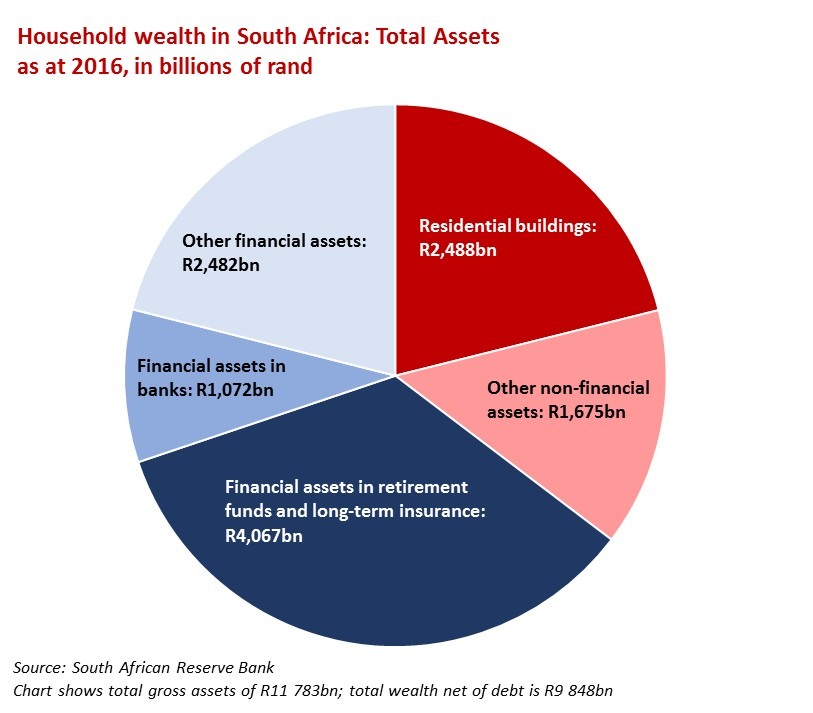 Household wealth in South Africa: Total Assets
as at 2016, in billions of rand
Other financial assets:
R2,482bn
Residential buildings:
R2,488bn
Financial assets in
banks: R1,072bn
Other non-financial
assets: R1,675bn
Financial assets in retirement
funds and long-term insurance:
R4,067bn
Source: South African Reserve Bank
Chart shows total gross assets of R11 783bn; total wealth net of debt is R9 848bn